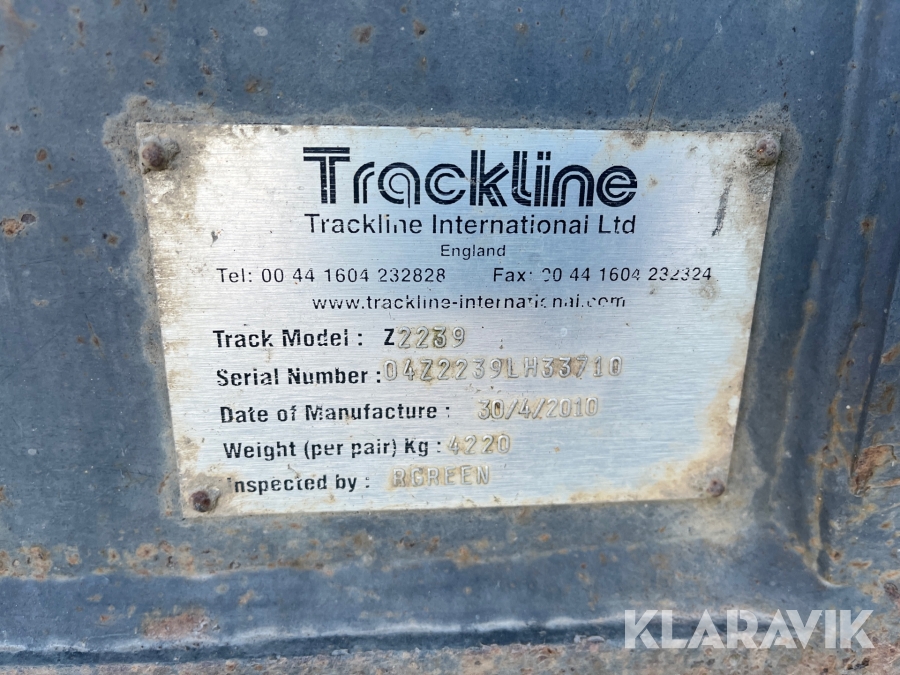 Trackline
Trackline International Ltd
England
Tel: 00 44 1604 232828 Fax: 00 44 1604 232324
www.trackline-international.com
Track Model : Z2239
Serial Number : 04Z2239LH33710
Date of Manufacture : 30/4/2010
Weight (per pair) Kg : 4220
Inspected by : RGREEN
KLARAVIK